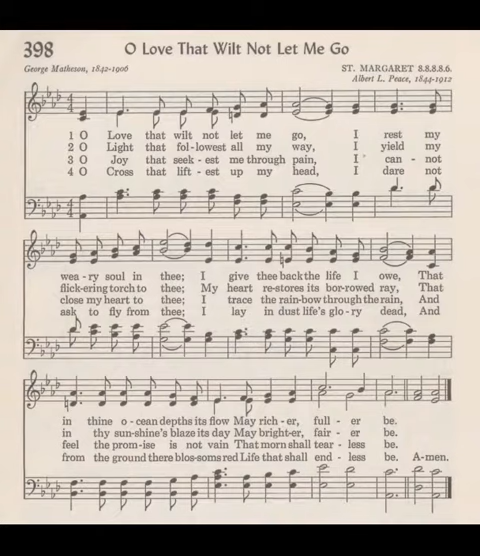 398
O Love That Wilt Not Let Me Go
George Matheson, 1842-1906
ST. MARGARET 8.8.8.8.6.
Albert L. Peace, 1844-1912
1 O Love that wilt not let me go, I rest my
2 O Light that fol-lowest all my way, I yield my
3 O Joy that seek - est me through pain, I can - not
4 O Cross that lift - est up my head, I dare not
wea - ry soul in thee; I give thee back the life I owe, That
flick-ering torch to thee; My heart re-stores its bor-rowed ray, That
close my heart to thee; I trace the rain-bow through the rain, And
ask to fly from thee; I lay in dust life's glo - ry dead, And
in thine o - cean depths its flow May rich - er, full - er be.
in thy sun-shine's blaze its day May bright-er, fair - er be.
feel the prom-ise is not vain That morn shall tear - less be.
from the ground there blos-soms red Life that shall end - less be. A-men.